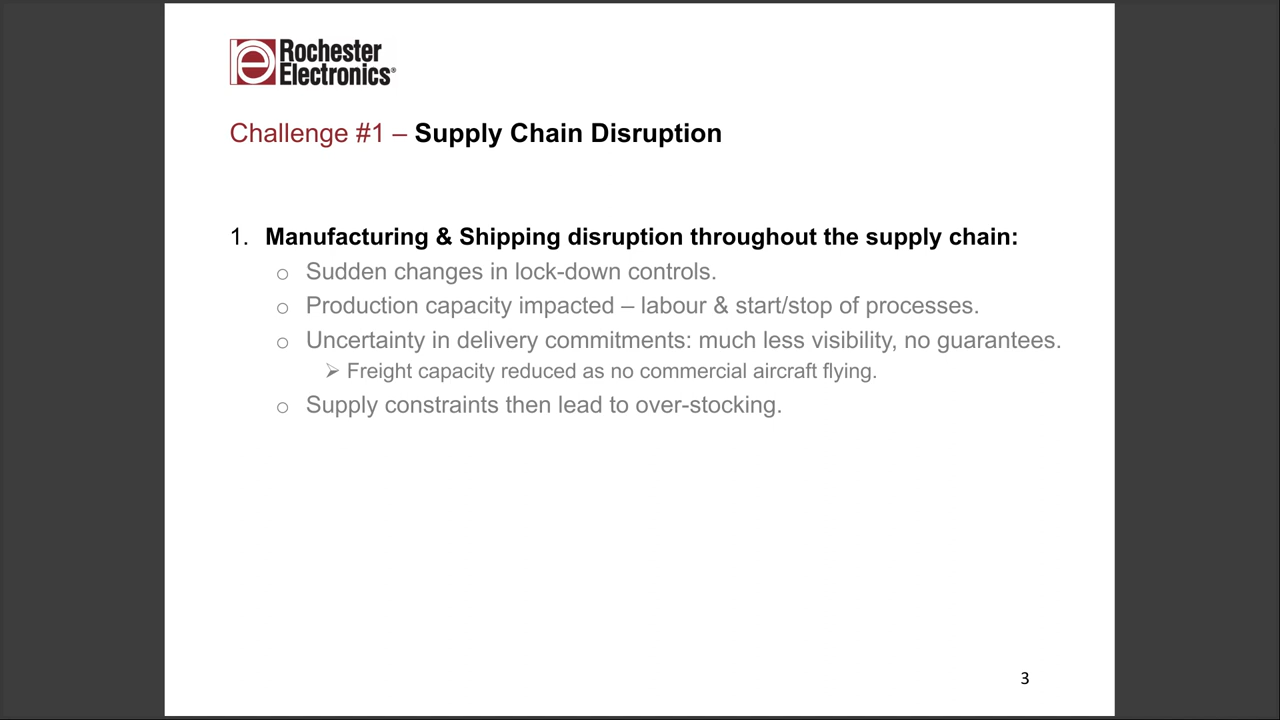 Rochester
Electronics®
Challenge #1 – Supply Chain Disruption
1. Manufacturing & Shipping disruption throughout the supply chain:
o Sudden changes in lock-down controls.
o Production capacity impacted – labour & start/stop of processes.
o Uncertainty in delivery commitments: much less visibility, no guarantees.
➢ Freight capacity reduced as no commercial aircraft flying.
o Supply constraints then lead to over-stocking.
3